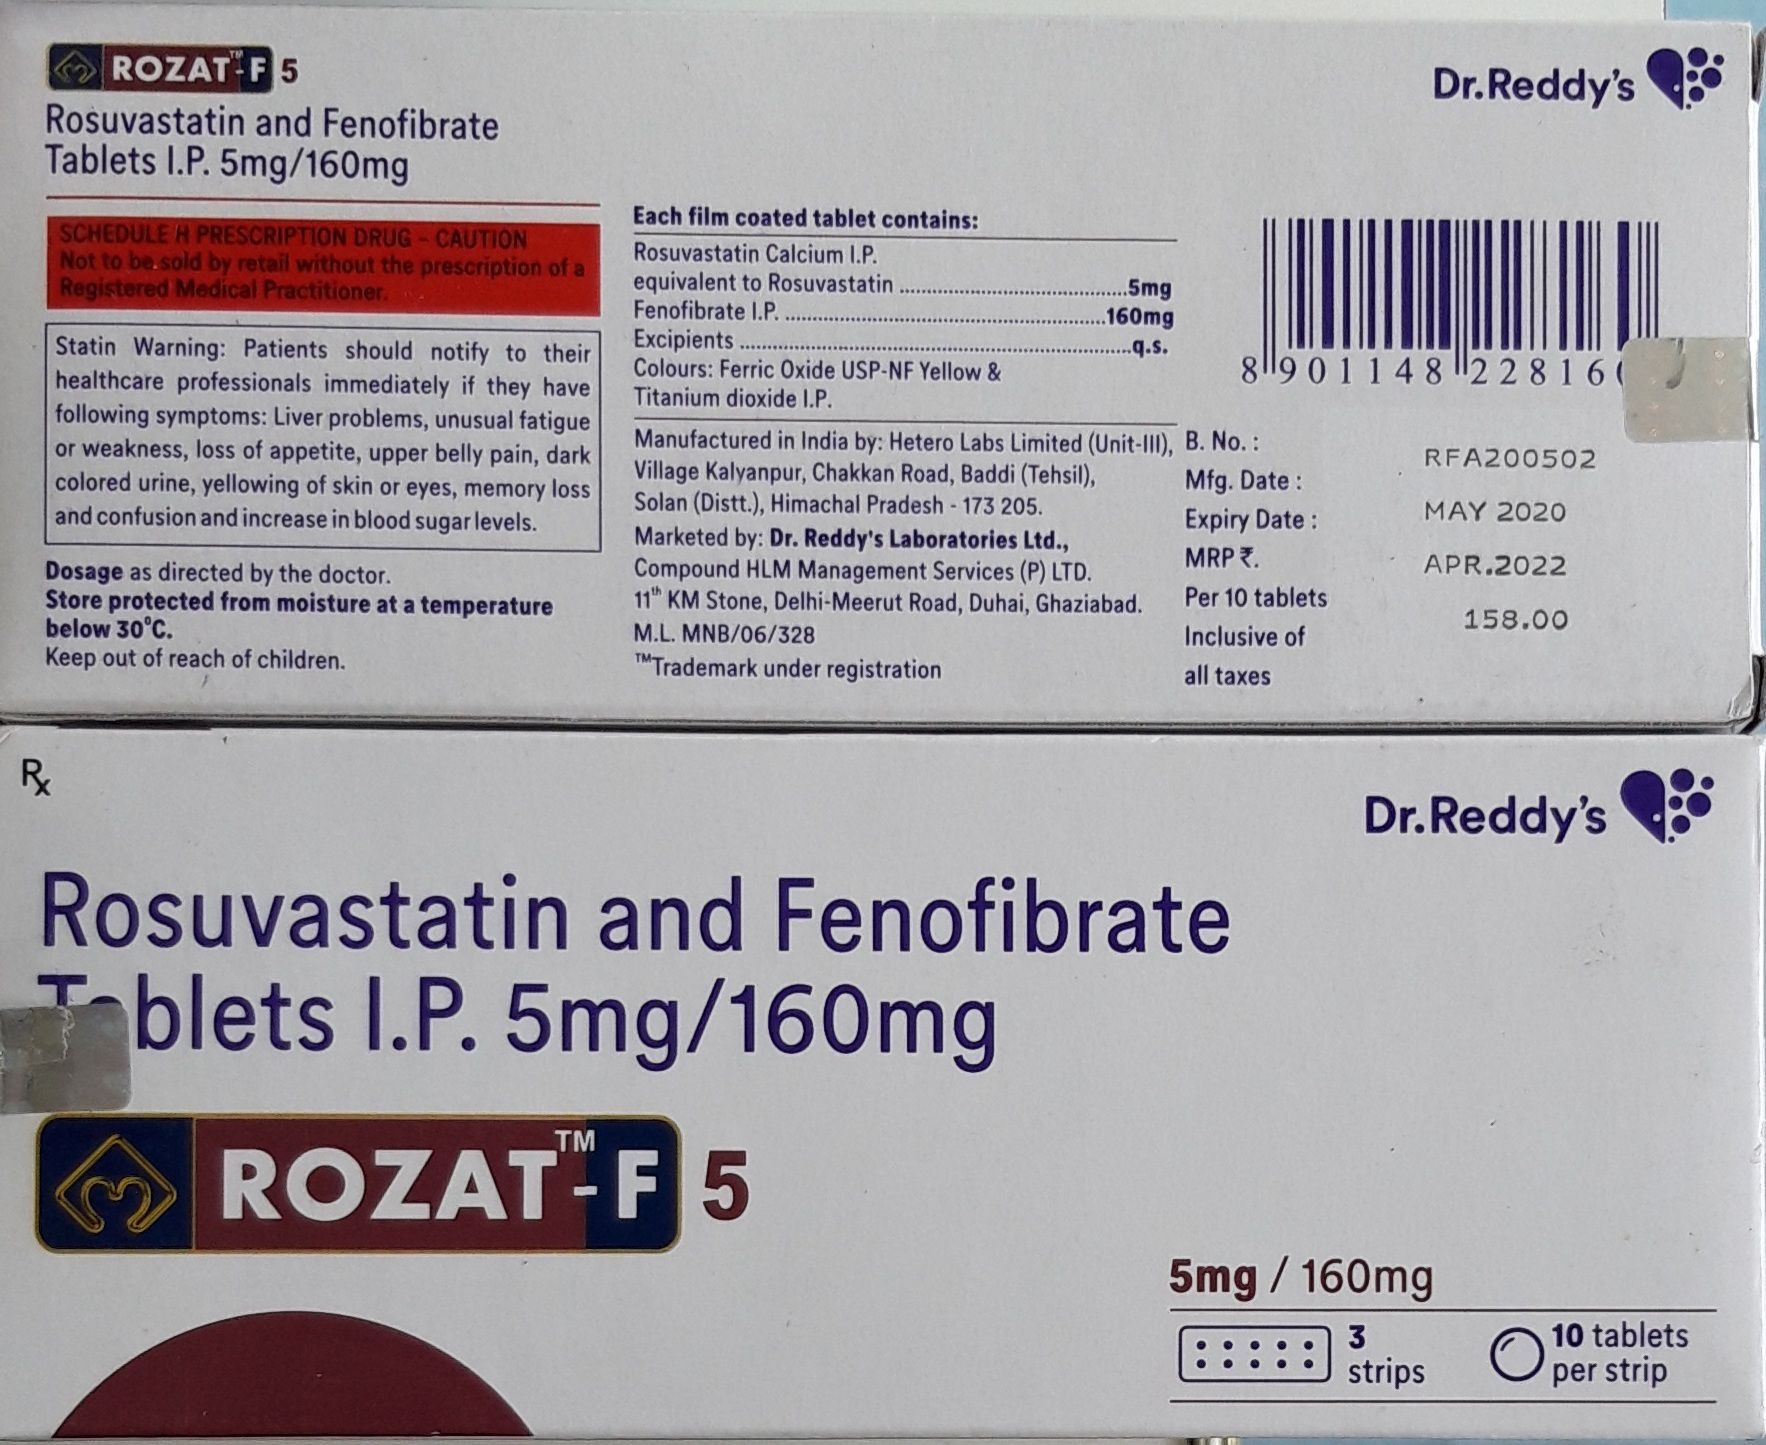 ROZAT™-F 5
Rosuvastatin and Fenofibrate
Tablets I.P. 5mg/160mg
SCHEDULE H PRESCRIPTION DRUG - CAUTION
Not to be sold by retail without the prescription of a
Registered Medical Practitioner.
Statin Warning: Patients should notify to their
healthcare professionals immediately if they have
following symptoms: Liver problems, unusual fatigue
or weakness, loss of appetite, upper belly pain, dark
colored urine, yellowing of skin or eyes, memory loss
and confusion and increase in blood sugar levels.
Dosage as directed by the doctor.
Store protected from moisture at a temperature
below 30°C.
Keep out of reach of children.
Each film coated tablet contains:
Rosuvastatin Calcium I.P.
equivalent to Rosuvastatin ........ 5mg
Fenofibrate I.P. ........ 160mg
Excipients ........ q.s.
Colours: Ferric Oxide USP-NF Yellow &
Titanium dioxide I.P.
Manufactured in India by: Hetero Labs Limited (Unit-III),
Village Kalyanpur, Chakkan Road, Baddi (Tehsil),
Solan (Distt.), Himachal Pradesh - 173 205.
Marketed by: Dr. Reddy's Laboratories Ltd.,
Compound HLM Management Services (P) LTD.
11th KM Stone, Delhi-Meerut Road, Duhai, Ghaziabad.
M.L. MNB/06/328
™Trademark under registration
Dr.Reddy's
8 901148 22816
B. No. : RFA200502
Mfg. Date : MAY 2020
Expiry Date : APR.2022
MRP ₹. 158.00
Per 10 tablets
Inclusive of
all taxes
Rx
Dr.Reddy's
Rosuvastatin and Fenofibrate
Tablets I.P. 5mg/160mg
ROZAT™-F 5
5mg / 160mg
3 strips
10 tablets per strip